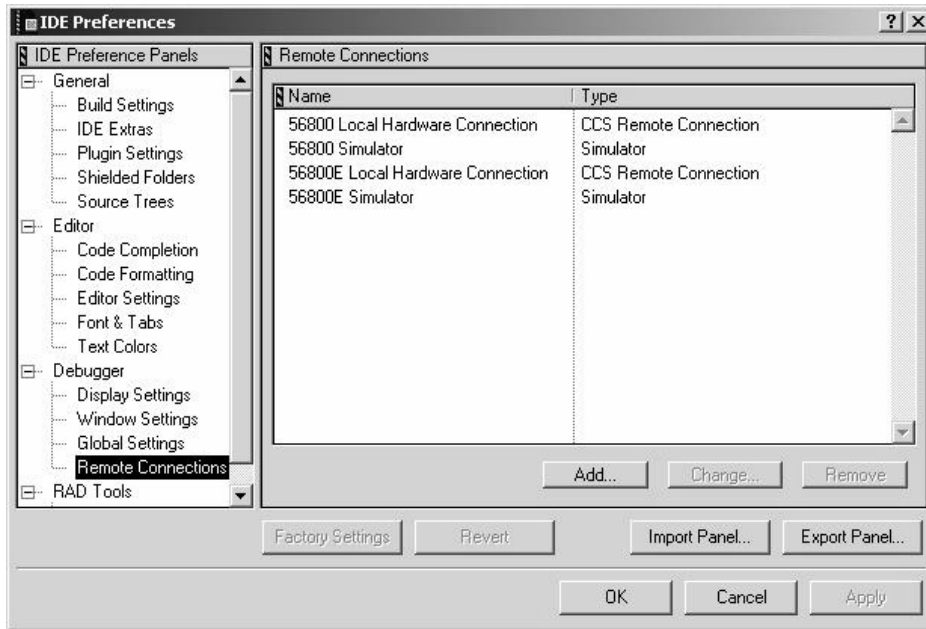 IDE Preferences
IDE Preference Panels
General
Build Settings
IDE Extras
Plugin Settings
Shielded Folders
Source Trees
Editor
Code Completion
Code Formatting
Editor Settings
Font & Tabs
Text Colors
Debugger
Display Settings
Window Settings
Global Settings
Remote Connections
RAD Tools
Remote Connections
Name Type
56800 Local Hardware Connection CCS Remote Connection
56800 Simulator Simulator
56800E Local Hardware Connection CCS Remote Connection
56800E Simulator Simulator
Add... Change... Remove
Factory Settings Revert Import Panel... Export Panel...
OK Cancel Apply